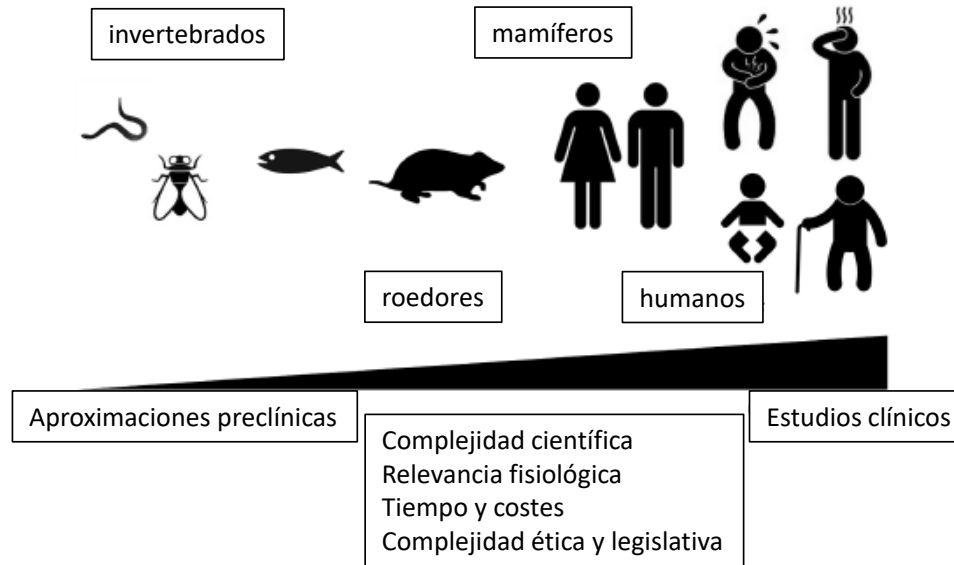 invertebrados
mamíferos
roedores
humanos
Aproximaciones preclínicas
Estudios clínicos
Complejidad científica
Relevancia fisiológica
Tiempo y costes
Complejidad ética y legislativa